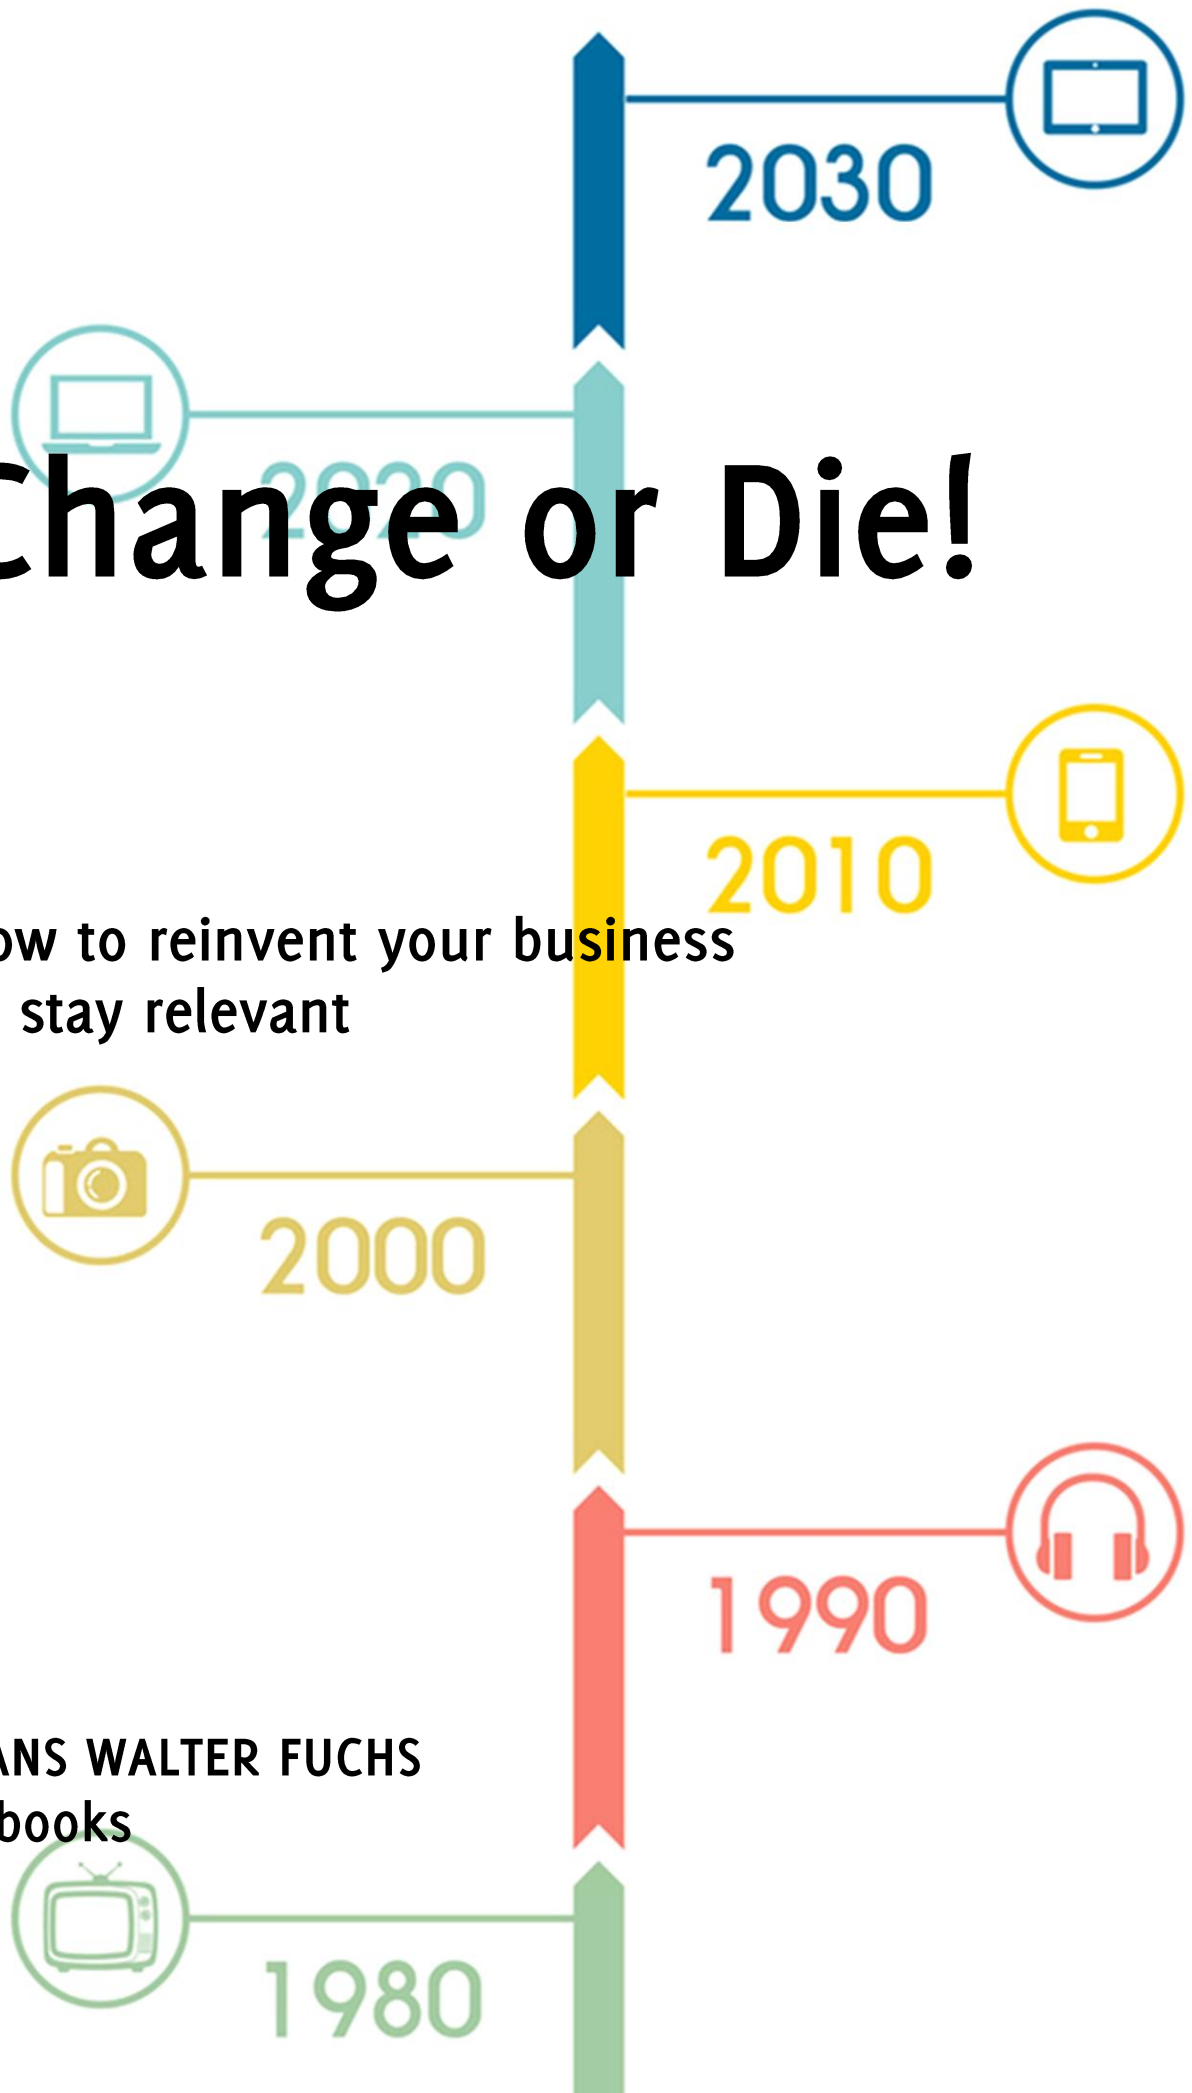 2030
2020
Change or Die!
2010
ow to reinvent your business
stay relevant
2000
1990
ANS WALTER FUCHS
books
1980